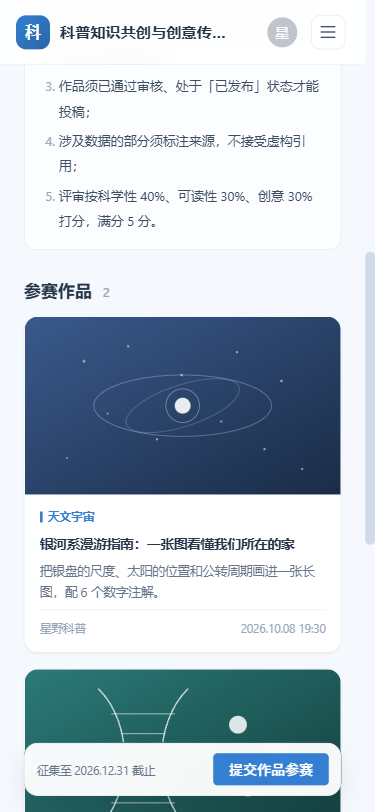 科
科普知识共创与创意传...
星
3. 作品须已通过审核、处于「已发布」状态才能
投稿；
4. 涉及数据的部分须标注来源，不接受虚构引
用；
5. 评审按科学性 40%、可读性 30%、创意 30%
打分，满分 5 分。
参赛作品 2
天文宇宙
银河系漫游指南：一张图看懂我们所在的家
把银盘的尺度、太阳的位置和公转周期画进一张长
图，配 6 个数字注解。
星野科普 2026.10.08 19:30
征集至 2026.12.31 截止
提交作品参赛